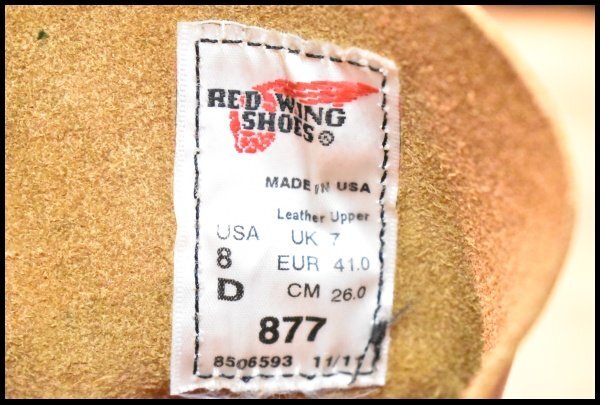 RED WING
SHOES®
MADE IN USA
Leather Upper
USA UK 7
8 EUR 41.0
D CM 26.0
877
8506593 11/11